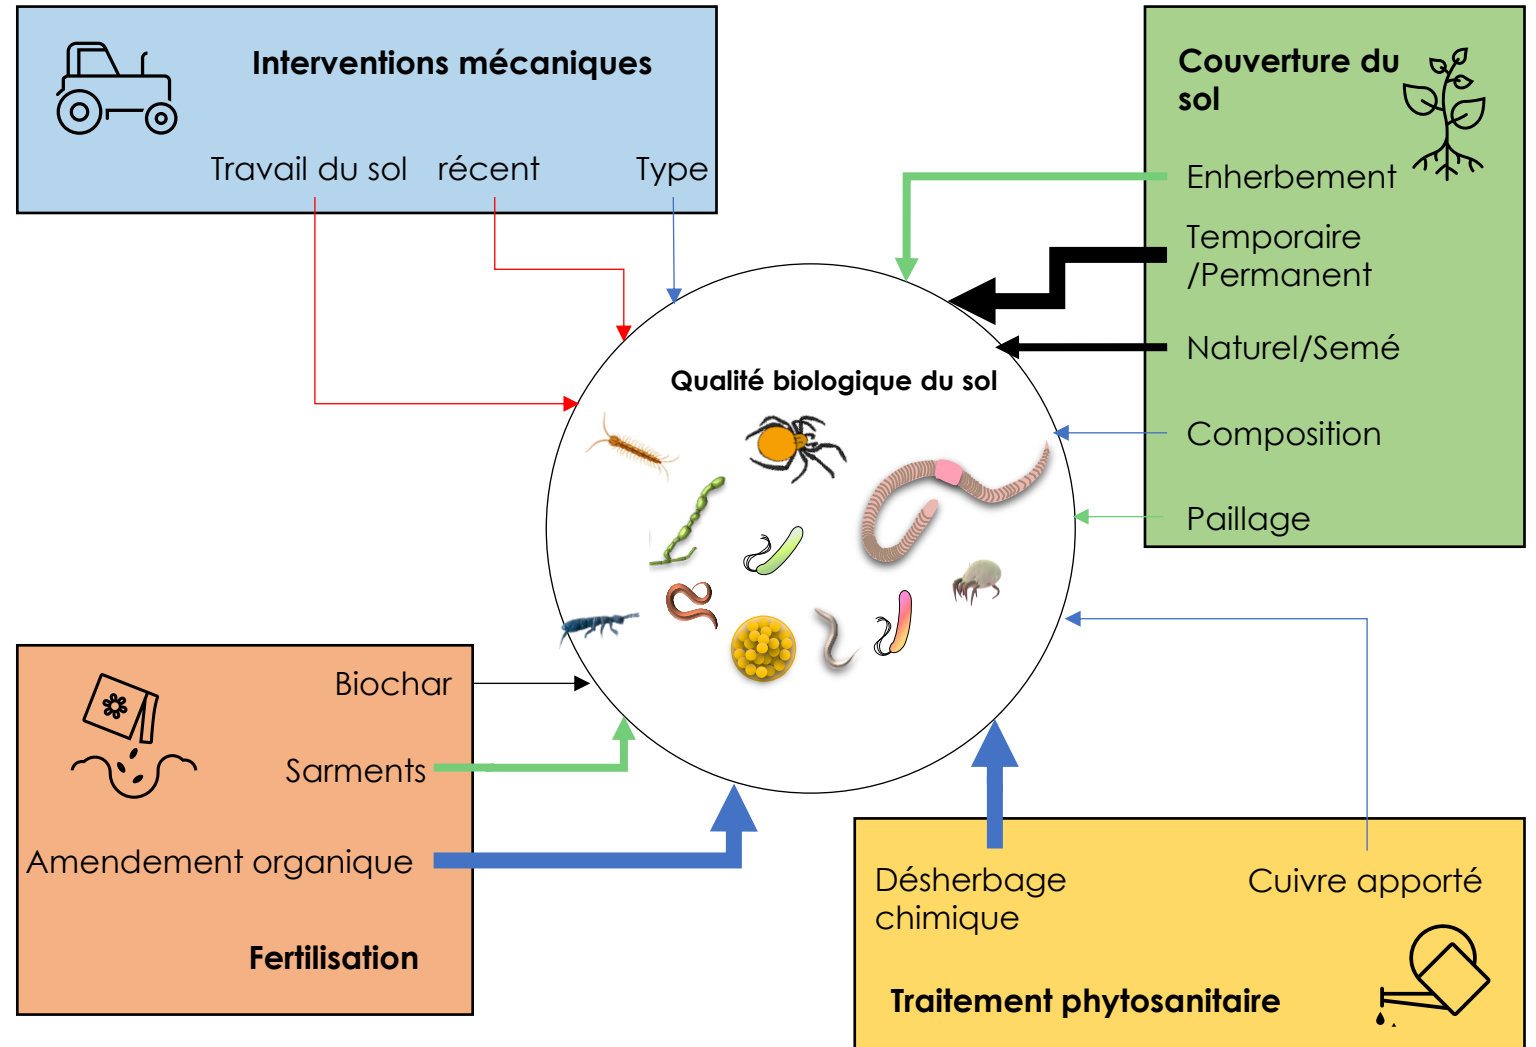 Interventions mécaniques
Travail du sol récent Type
Couverture du
sol
Enherbement
Temporaire
/Permanent
Naturel/Semé
Composition
Paillage
Qualité biologique du sol
Biochar
Sarments
Amendement organique
Fertilisation
Désherbage
chimique
Cuivre apporté
Traitement phytosanitaire